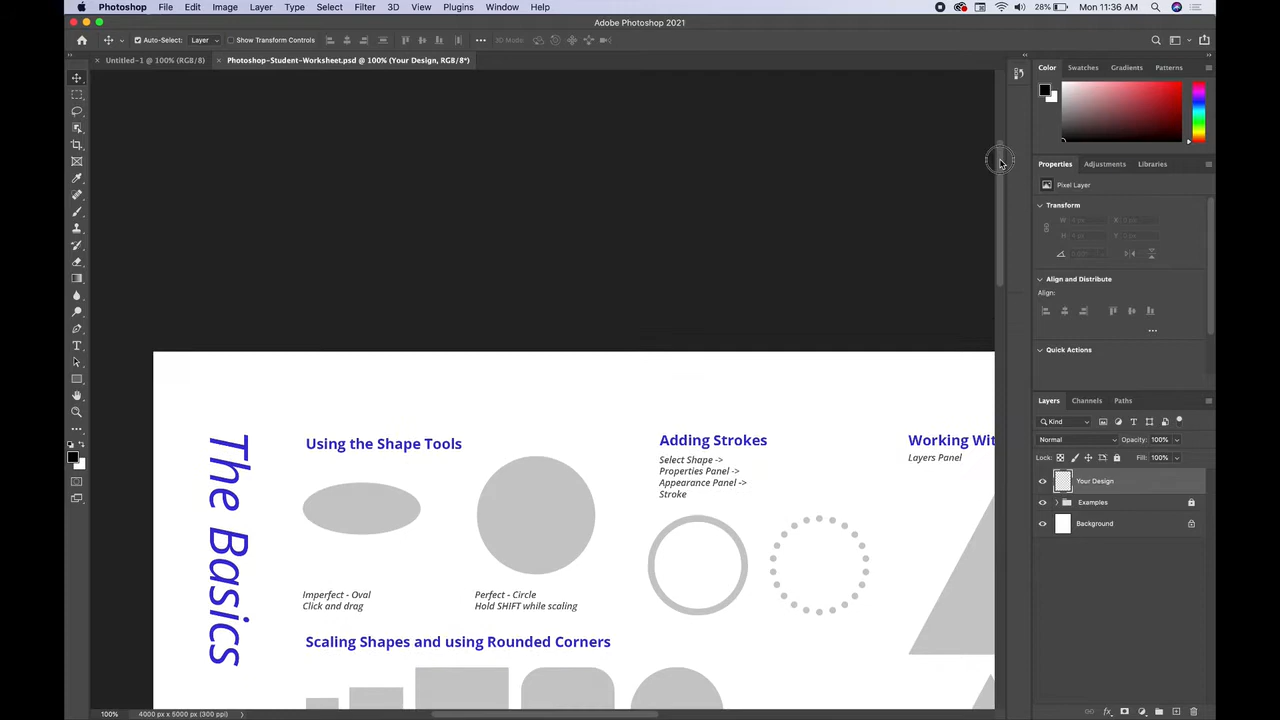 Photoshop File Edit Image Layer Type Select Filter 3D View Plugins Window Help 28% Mon 11:36 AM
Adobe Photoshop 2021
Auto-Select: Layer Show Transform Controls 3D Mode:
Untitled-1 @ 100% (RGB/8) Photoshop-Student-Worksheet.psd @ 100% (Your Design, RGB/8*)
Color Swatches Gradients Patterns
Properties Adjustments Libraries
Pixel Layer
Transform
Align and Distribute
Align:
Quick Actions
Layers Channels Paths
Kind
Normal Opacity: 100%
Lock: Fill: 100%
Your Design
Examples
Background
The Basics
Using the Shape Tools
Imperfect - Oval
Click and drag
Perfect - Circle
Hold SHIFT while scaling
Adding Strokes
Select Shape ->
Properties Panel ->
Appearance Panel ->
Stroke
Working Wit
Layers Panel
Scaling Shapes and using Rounded Corners
100% 4000 px x 5000 px (300 ppi)